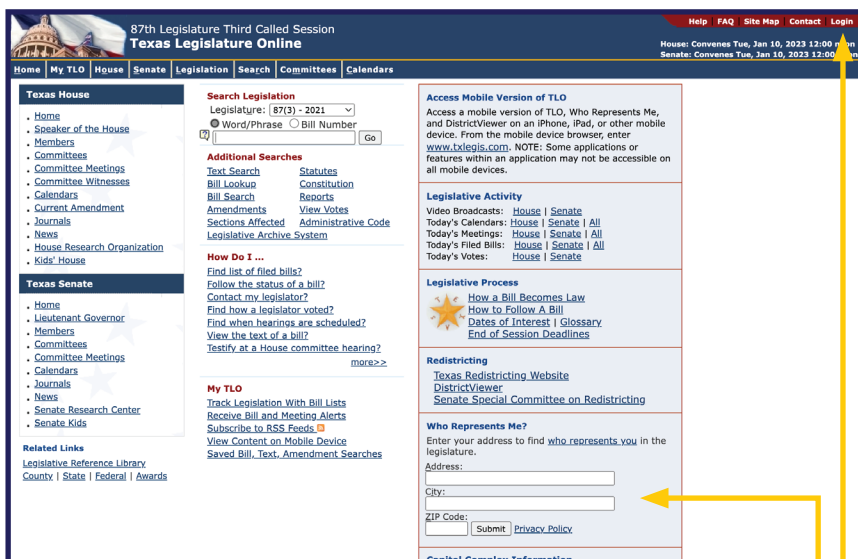 87th Legislature Third Called Session
Texas Legislature Online
Help FAQ Site Map Contact Login
House: Convenes Tue, Jan 10, 2023 12:00
Senate: Convenes Tue, Jan 10, 2023 12:00
Home My TLO House Senate Legislation Search Committees Calendars
Texas House
Home
Speaker of the House
Members
Committees
Committee Meetings
Committee Witnesses
Calendars
Current Amendment
Journals
News
House Research Organization
Kids' House
Texas Senate
Home
Lieutenant Governor
Members
Committees
Committee Meetings
Calendars
Journals
News
Senate Research Center
Senate Kids
Related Links
Legislative Reference Library
County | State | Federal | Awards
Search Legislation
Legislature: 87(3) - 2021
Word/Phrase Bill Number
? Go
Additional Searches
Text Search Statutes
Bill Lookup Constitution
Bill Search Reports
Amendments View Votes
Sections Affected Administrative Code
Legislative Archive System
How Do I ...
Find list of filed bills?
Follow the status of a bill?
Contact my legislator?
Find how a legislator voted?
Find when hearings are scheduled?
View the text of a bill?
Testify at a House committee hearing?
more>>
My TLO
Track Legislation With Bill Lists
Receive Bill and Meeting Alerts
Subscribe to RSS Feeds
View Content on Mobile Device
Saved Bill, Text, Amendment Searches
Access Mobile Version of TLO
Access a mobile version of TLO, Who Represents Me,
and DistrictViewer on an iPhone, iPad, or other mobile
device. From the mobile device browser, enter
www.txlegis.com. NOTE: Some applications or
features within an application may not be accessible on
all mobile devices.
Legislative Activity
Video Broadcasts: House | Senate
Today's Calendars: House | Senate | All
Today's Meetings: House | Senate | All
Today's Filed Bills: House | Senate | All
Today's Votes: House | Senate
Legislative Process
How a Bill Becomes Law
How to Follow A Bill
Dates of Interest | Glossary
End of Session Deadlines
Redistricting
Texas Redistricting Website
DistrictViewer
Senate Special Committee on Redistricting
Who Represents Me?
Enter your address to find who represents you in the
legislature.
Address:
City:
ZIP Code:
Submit Privacy Policy
Capitol Complex Information